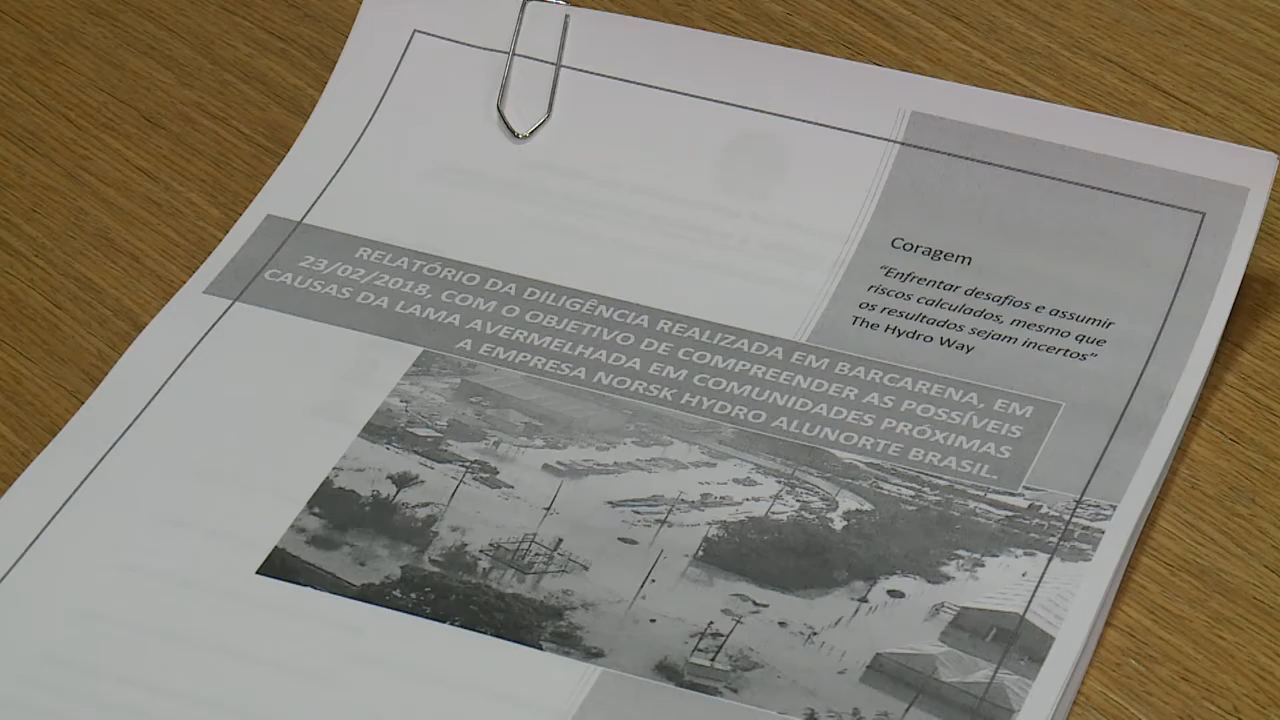 Coragem
"Enfrentar desafios e assumir
riscos calculados, mesmo que
os resultados sejam incertos"
The Hydro Way
RELATÓRIO DA DILIGÊNCIA REALIZADA EM BARCARENA, EM
23/02/2018, COM O OBJETIVO DE COMPREENDER AS POSSÍVEIS
CAUSAS DA LAMA AVERMELHADA EM COMUNIDADES PRÓXIMAS
A EMPRESA NORSK HYDRO ALUNORTE BRASIL.